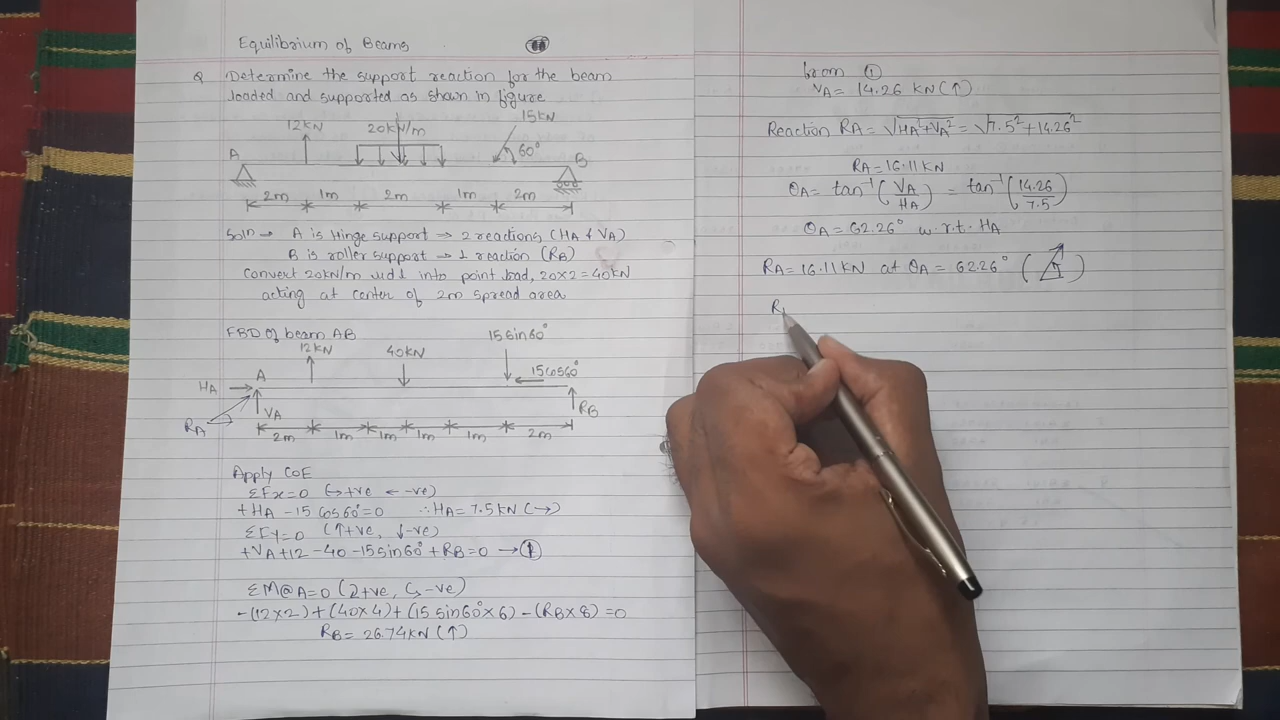 Equilibrium of Beams
Q Determine the support reaction for the beam
loaded and supported as shown in figure
12KN 20kN/m 15KN
60°
A B
2m 1m 2m 1m 2m
Soln → A is Hinge support → 2 reactions (HA & VA)
B is roller support → 1 reaction (RB)
Convert 20kN/m u.d.l into point load, 20×2=40KN
acting at center of 2m spread area
FBD of beam AB
12KN 40KN 15sin60°
15cos60°
HA A
VA RB
RA
2m 1m 1m 1m 1m 2m
Apply COE
ΣFx=0 (→+ve ←-ve)
+HA -15cos60°=0 ∴HA=7.5KN (→)
ΣFy=0 (↑+ve, ↓-ve)
+VA+12-40-15sin60°+RB=0 →①
ΣM@A=0 (↻+ve, ↺-ve)
-(12×2)+(40×4)+(15sin60°×6)-(RB×8)=0
RB=26.74KN(↑)
from ①
VA=14.26 KN(↑)
Reaction RA=√HA²+VA²=√7.5²+14.26²
RA=16.11KN
θA=tan⁻¹(VA/HA)=tan⁻¹(14.26/7.5)
θA=62.26° w.r.t. HA
RA=16.11KN at θA=62.26° (
)
R